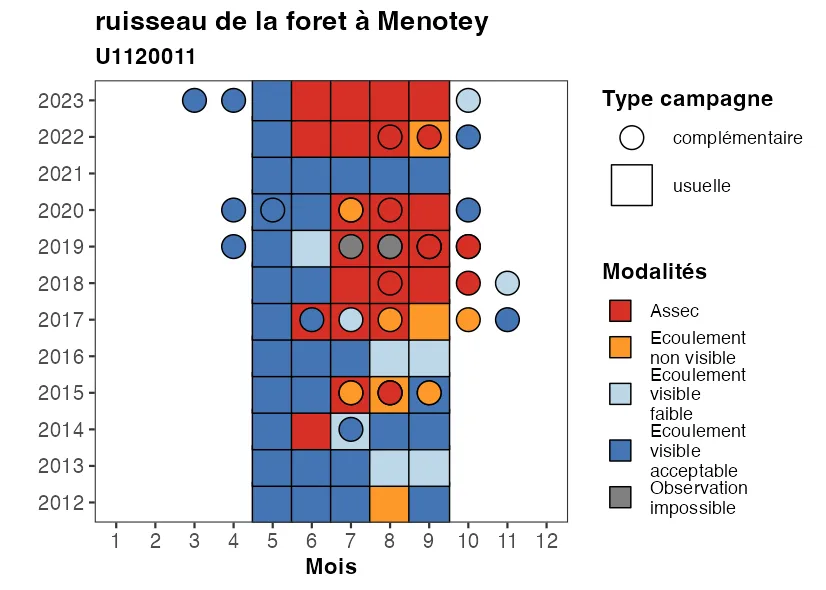 ruisseau de la foret à Menotey
U1120011
2023
2022
2021
2020
2019
2018
2017
2016
2015
2014
2013
2012
1 2 3 4 5 6 7 8 9 10 11 12
Mois
Type campagne
complémentaire
usuelle
Modalités
Assec
Ecoulement
non visible
Ecoulement
visible
faible
Ecoulement
visible
acceptable
Observation
impossible